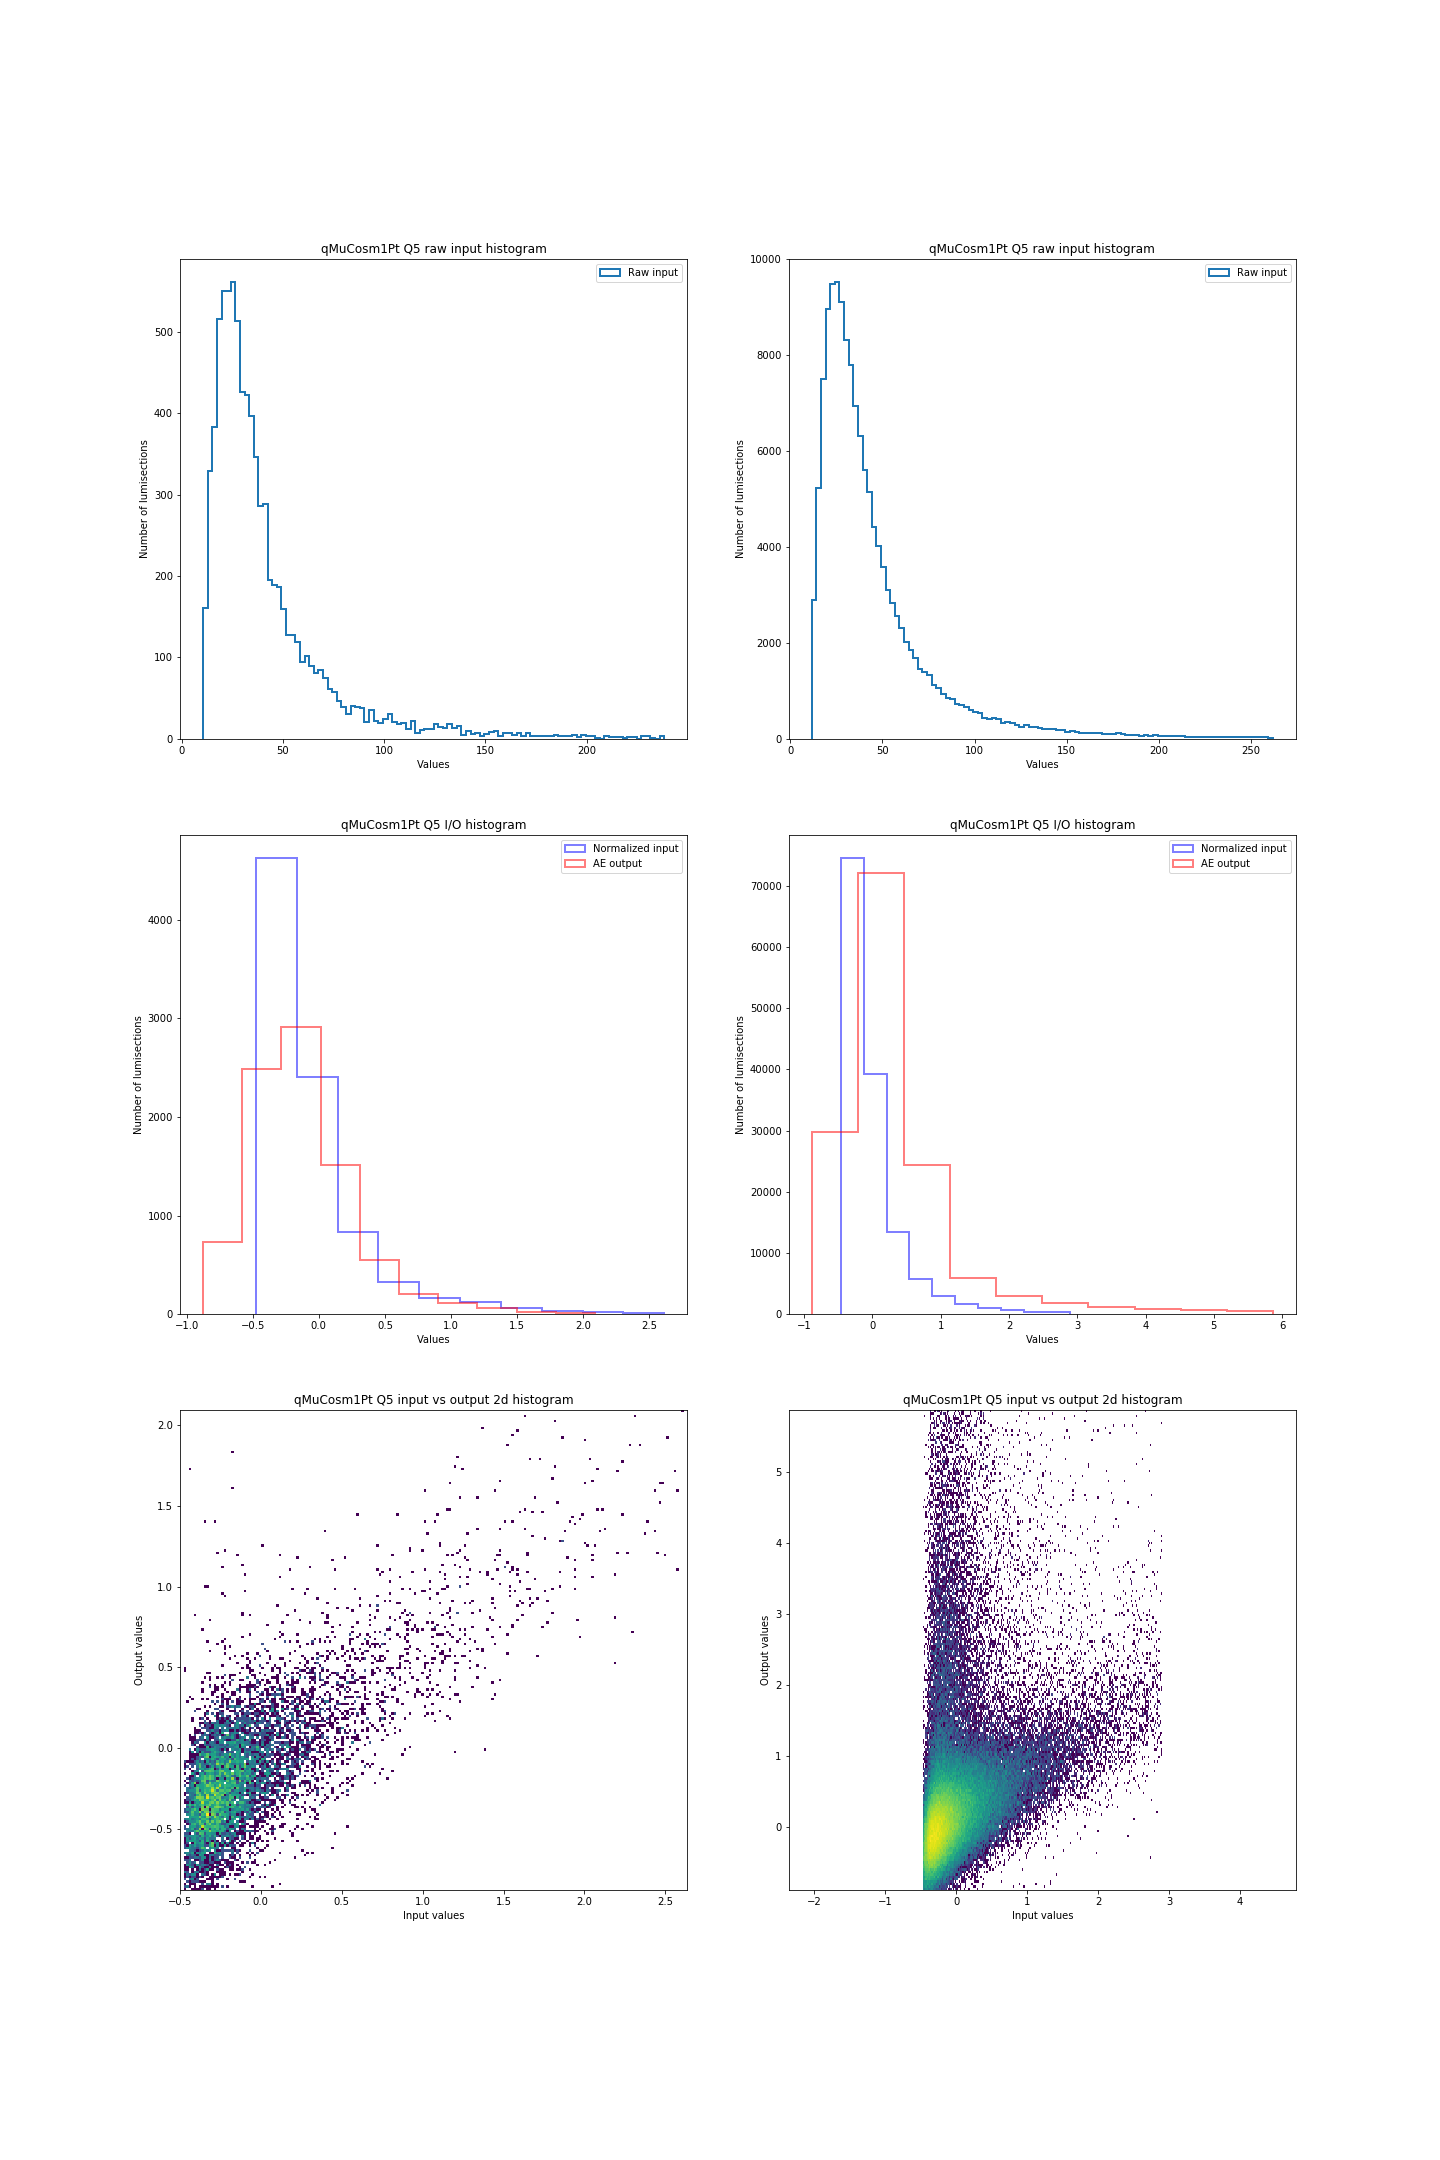 qMuCosm1Pt Q5 raw input histogram
Raw input
Number of lumisections
500
400
300
200
100
0
0 50 100 150 200
Values
qMuCosm1Pt Q5 raw input histogram
Raw input
Number of lumisections
10000
8000
6000
4000
2000
0
0 50 100 150 200 250
Values
qMuCosm1Pt Q5 I/O histogram
Normalized input
AE output
Number of lumisections
4000
3000
2000
1000
0
−1.0 −0.5 0.0 0.5 1.0 1.5 2.0 2.5
Values
qMuCosm1Pt Q5 I/O histogram
Normalized input
AE output
Number of lumisections
70000
60000
50000
40000
30000
20000
10000
0
−1 0 1 2 3 4 5 6
Values
qMuCosm1Pt Q5 input vs output 2d histogram
Output values
2.0
1.5
1.0
0.5
0.0
−0.5
−0.5 0.0 0.5 1.0 1.5 2.0 2.5
Input values
qMuCosm1Pt Q5 input vs output 2d histogram
Output values
5
4
3
2
1
0
−2 −1 0 1 2 3 4
Input values